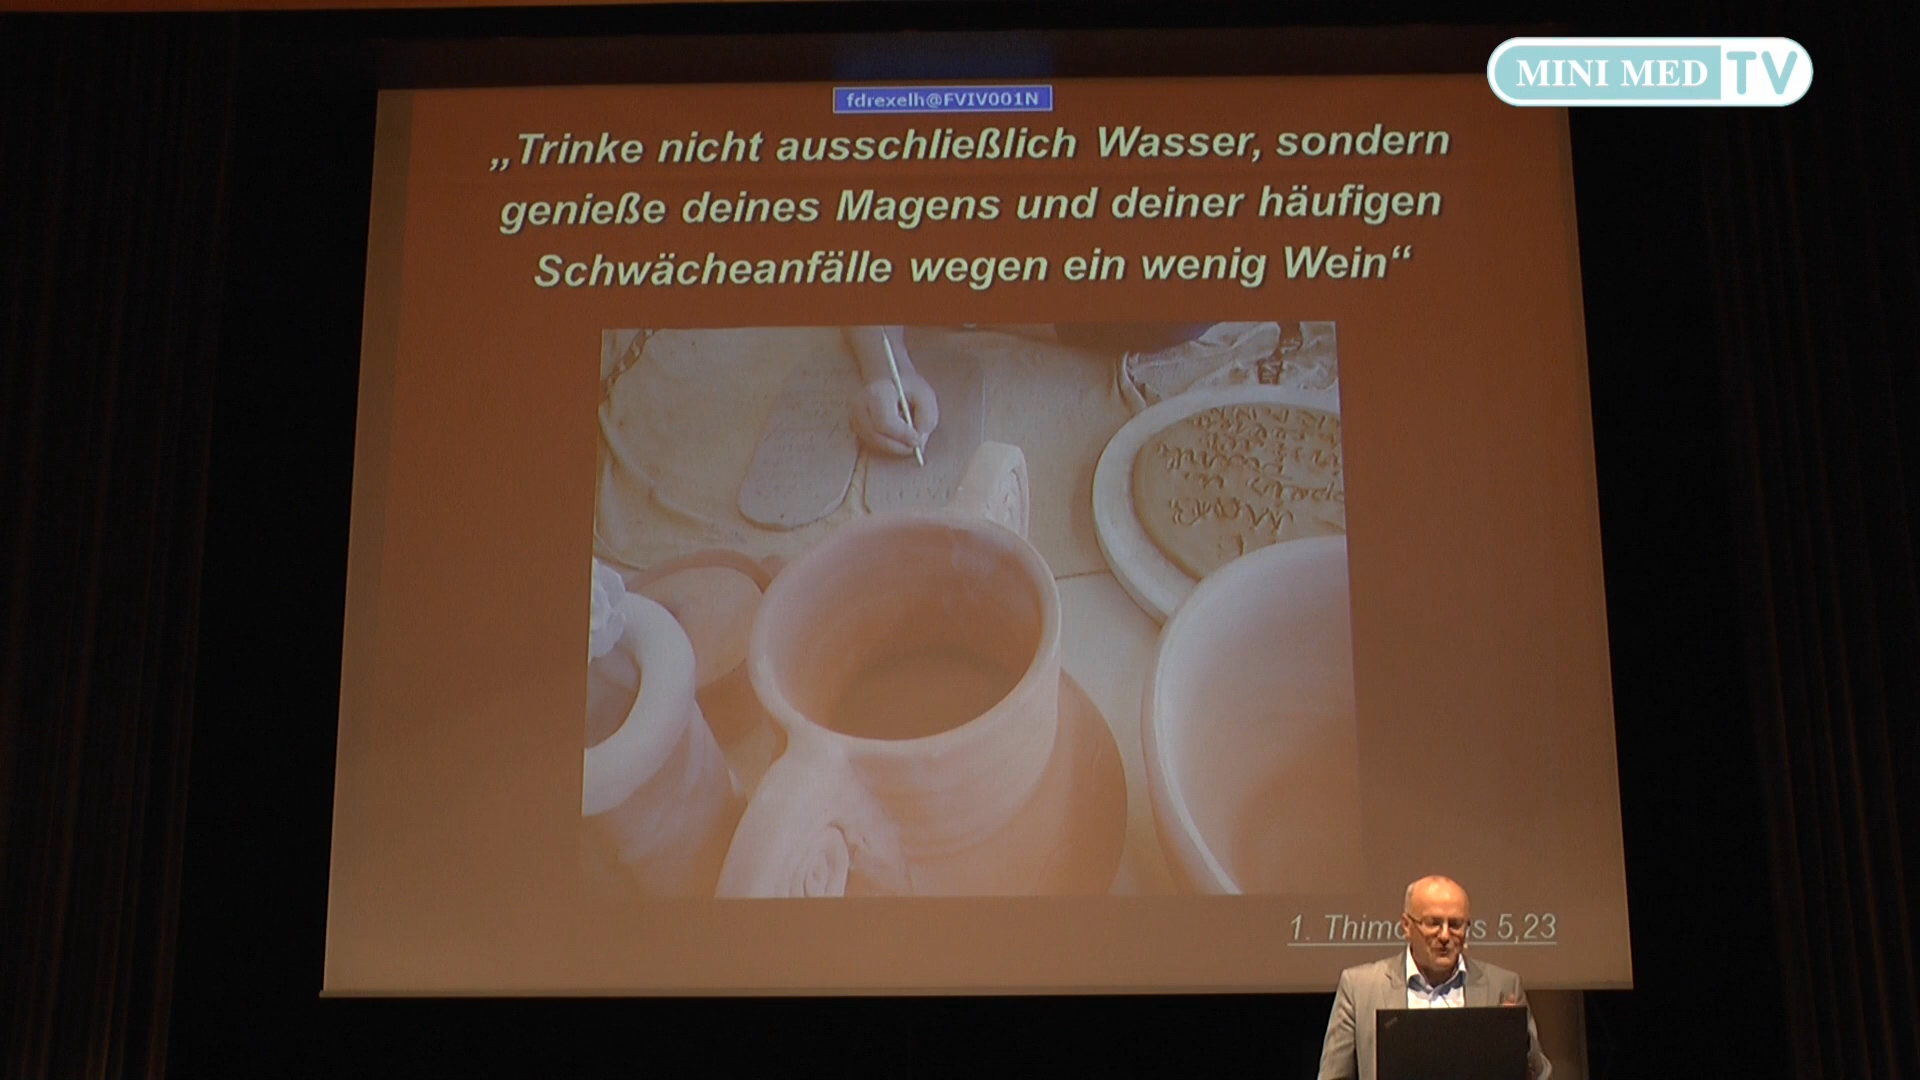 MINI MED TV
fdrexelh@FVIV001N
„Trinke nicht ausschließlich Wasser, sondern
genieße deines Magens und deiner häufigen
Schwächeanfälle wegen ein wenig Wein“
1. 5,23